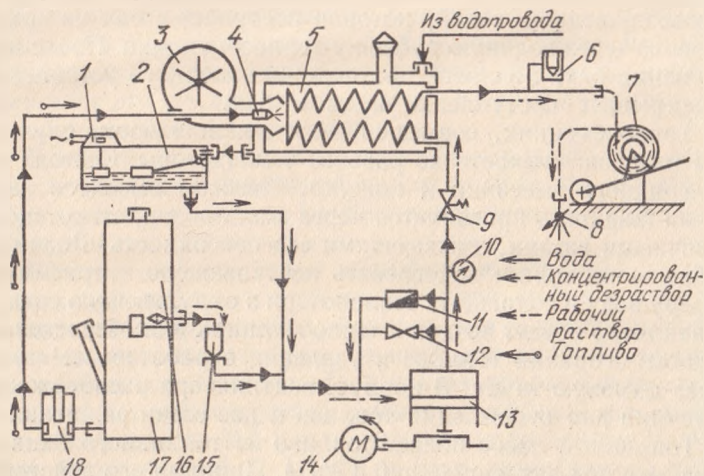 Из водопровода
1
2
3
4
5
6
7
8
9
10
Вода
Концентрирован-
ный дезраствор
11
Рабочий
раствор
12
Топливо
13
14
М
18
17 16 15